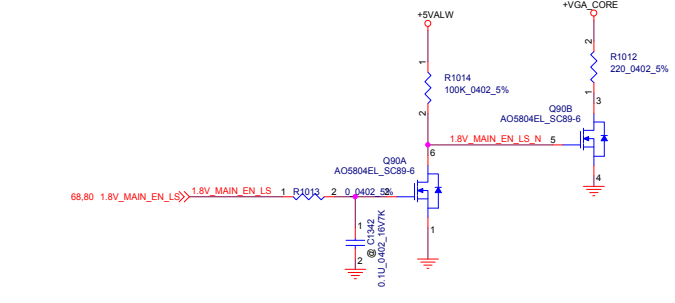 +5VALW
+VGA_CORE
1
R1014
100K_0402_5%
2
2
R1012
220_0402_5%
1
3
Q90B
AO5804EL_SC89-6
1.8V_MAIN_EN_LS_N
5
4
6
Q90A
AO5804EL_SC89-6
68,80 1.8V_MAIN_EN_LS
1.8V_MAIN_EN_LS
1
R1013
2
0_0402_5%
2
1
1
2
@ C1342
0.1U_0402_16V7K